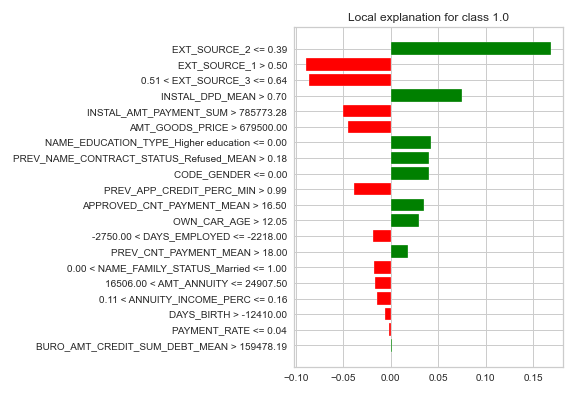 Local explanation for class 1.0
EXT_SOURCE_2 <= 0.39
EXT_SOURCE_1 > 0.50
0.51 < EXT_SOURCE_3 <= 0.64
INSTAL_DPD_MEAN > 0.70
INSTAL_AMT_PAYMENT_SUM > 785773.28
AMT_GOODS_PRICE > 679500.00
NAME_EDUCATION_TYPE_Higher education <= 0.00
PREV_NAME_CONTRACT_STATUS_Refused_MEAN > 0.18
CODE_GENDER <= 0.00
PREV_APP_CREDIT_PERC_MIN > 0.99
APPROVED_CNT_PAYMENT_MEAN > 16.50
OWN_CAR_AGE > 12.05
-2750.00 < DAYS_EMPLOYED <= -2218.00
PREV_CNT_PAYMENT_MEAN > 18.00
0.00 < NAME_FAMILY_STATUS_Married <= 1.00
16506.00 < AMT_ANNUITY <= 24907.50
0.11 < ANNUITY_INCOME_PERC <= 0.16
DAYS_BIRTH > -12410.00
PAYMENT_RATE <= 0.04
BURO_AMT_CREDIT_SUM_DEBT_MEAN > 159478.19
-0.10 -0.05 0.00 0.05 0.10 0.15